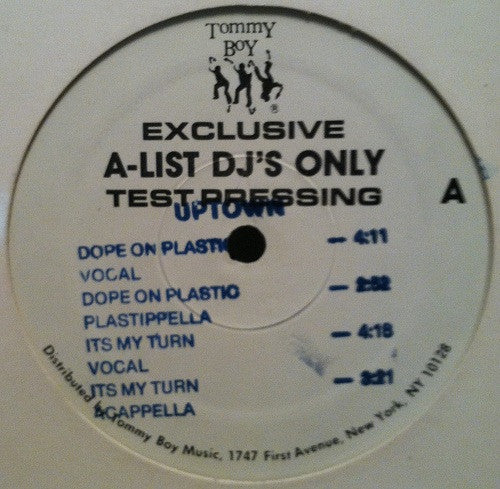 Tommy
Boy
®
EXCLUSIVE
A-LIST DJ'S ONLY
TEST PRESSING
A
UPTOWN
DOPE ON PLASTIC — 4:11
VOCAL
DOPE ON PLASTIC — 2:52
PLASTIPPELLA
ITS MY TURN — 4:18
VOCAL
ITS MY TURN — 3:21
ACAPPELLA
Distributed by Tommy Boy Music, 1747 First Avenue, New York, NY 10128